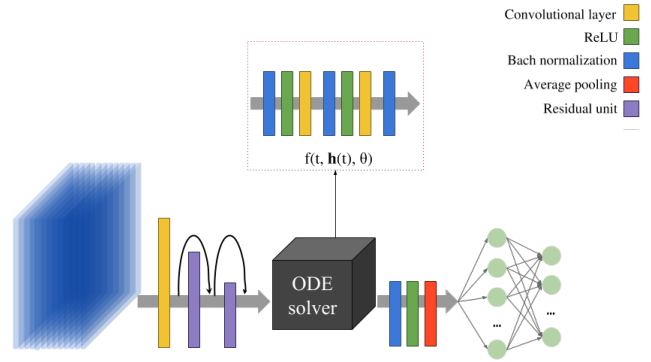 Convolutional layer
ReLU
Bach normalization
Average pooling
Residual unit
f(t, h(t), θ)
ODE
solver
...
...